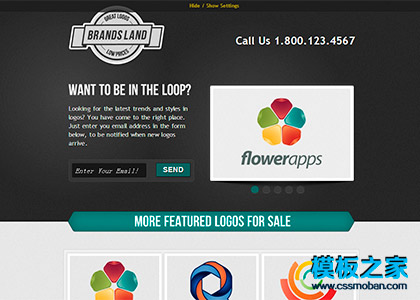 Hide / Show Settings
GREAT LOGOS
BRANDS LAND
LOW PRICES
Call Us 1.800.123.4567
WANT TO BE IN THE LOOP?
Looking for the latest trends and styles in
logos? You have come to the right place.
Just enter you email address in the form
below, to be notified when new logos
arrive.
Enter Your Email!
SEND
flowerapps
MORE FEATURED LOGOS FOR SALE
模板之家
www.cssmoban.com